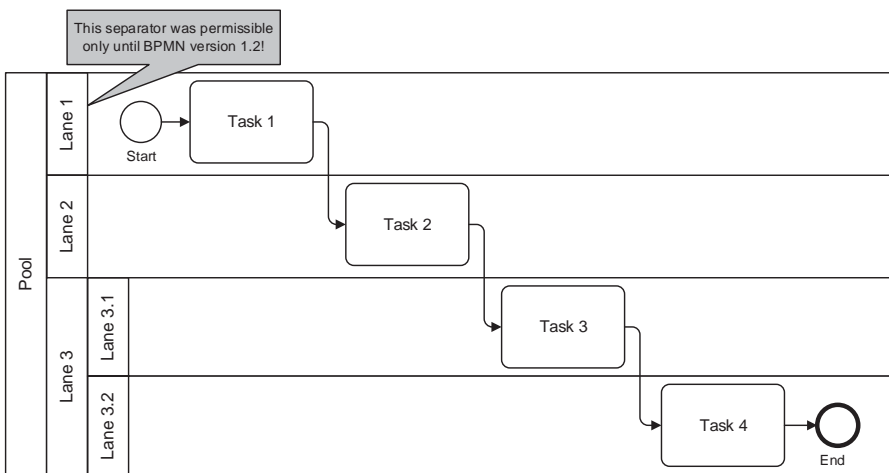 This separator was permissible
only until BPMN version 1.2!
Pool
Lane 1
Start
Task 1
Lane 2
Task 2
Lane 3
Lane 3.1
Task 3
Lane 3.2
Task 4
End